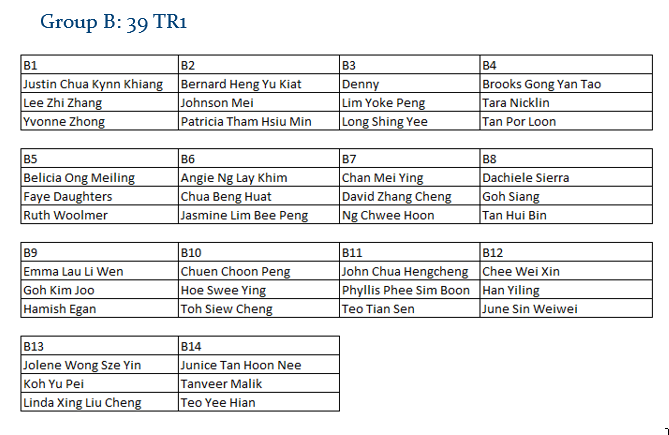 Group B: 39 TR1
B1 B2 B3 B4
Justin Chua Kynn Khiang Bernard Heng Yu Kiat Denny Brooks Gong Yan Tao
Lee Zhi Zhang Johnson Mei Lim Yoke Peng Tara Nicklin
Yvonne Zhong Patricia Tham Hsiu Min Long Shing Yee Tan Por Loon
B5 B6 B7 B8
Belicia Ong Meiling Angie Ng Lay Khim Chan Mei Ying Dachiele Sierra
Faye Daughters Chua Beng Huat David Zhang Cheng Goh Siang
Ruth Woolmer Jasmine Lim Bee Peng Ng Chwee Hoon Tan Hui Bin
B9 B10 B11 B12
Emma Lau Li Wen Chuen Choon Peng John Chua Hengcheng Chee Wei Xin
Goh Kim Joo Hoe Swee Ying Phyllis Phee Sim Boon Han Yiling
Hamish Egan Toh Siew Cheng Teo Tian Sen June Sin Weiwei
B13 B14
Jolene Wong Sze Yin Junice Tan Hoon Nee
Koh Yu Pei Tanveer Malik
Linda Xing Liu Cheng Teo Yee Hian